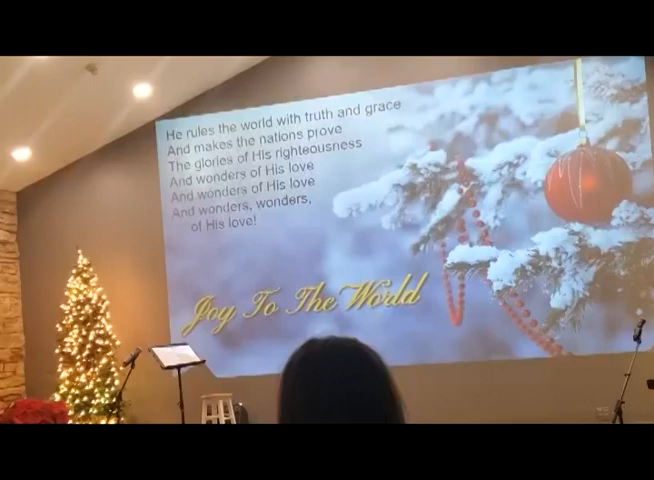 He rules the world with truth and grace
And makes the nations prove
The glories of His righteousness
And wonders of His love
And wonders of His love
And wonders, wonders,
of His love!
Joy To The World